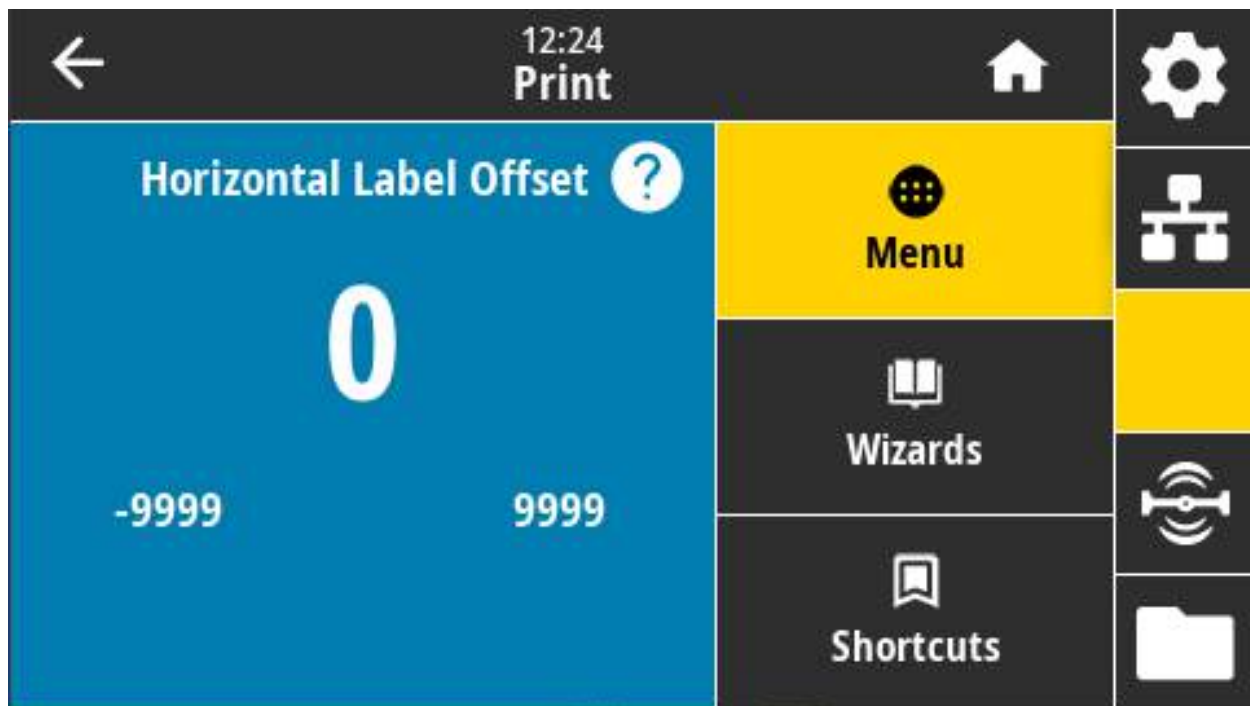 12:24
Print
Horizontal Label Offset ?
0
-9999 9999
Menu
Wizards
Shortcuts